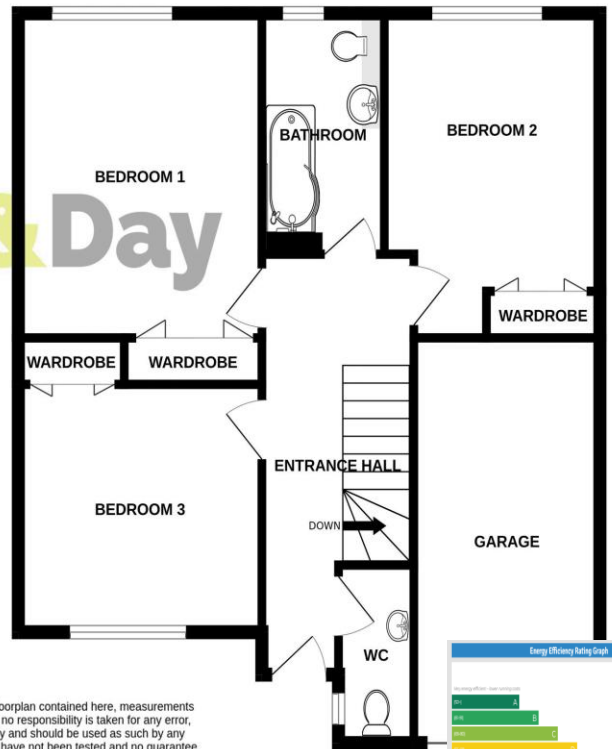 BATHROOM
BEDROOM 2
BEDROOM 1
&Day
WARDROBE
WARDROBE
WARDROBE
ENTRANCE HALL
BEDROOM 3
DOWN
GARAGE
WC
Energy Efficiency Rating Graph
A
B
C
oorplan contained here, measurements
no responsibility is taken for any error,
y and should be used as such by any
have not been tested and no guarantee